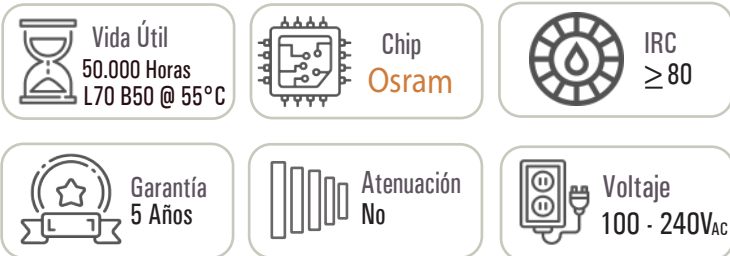 Vida Útil
50.000 Horas
L70 B50 @ 55°C
Chip
Osram
IRC
≥ 80
Garantía
5 Años
Atenuación
No
Voltaje
100 - 240VAC